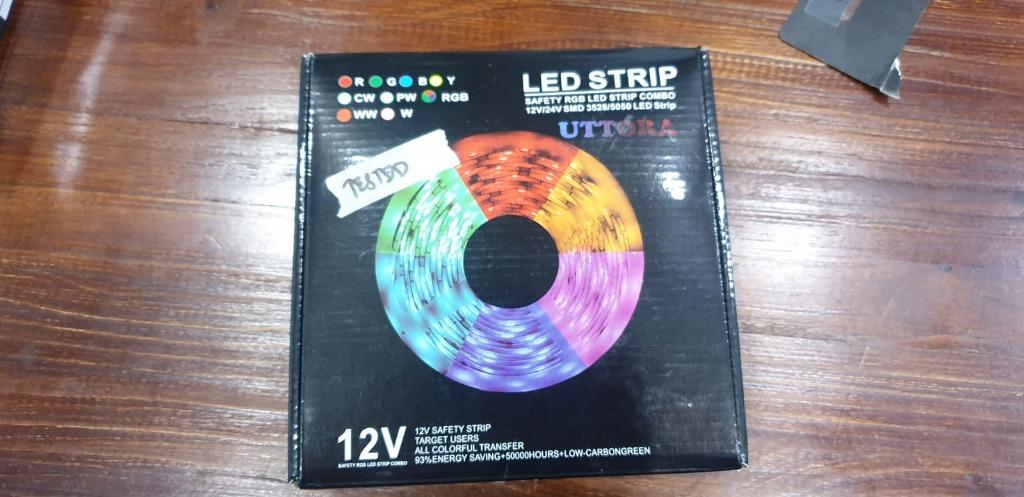 R G B Y
CW PW RGB
WW W
LED STRIP
SAFETY RGB LED STRIP COMBO
12V/24V SMD 3528/5050 LED Strip
UTTORA
TESTED
12V
SAFETY RGB LED STRIP COMBO
12V SAFETY STRIP
TARGET USERS
ALL COLORFUL TRANSFER
93%ENERGY SAVING+50000HOURS+LOW-CARBONGREEN